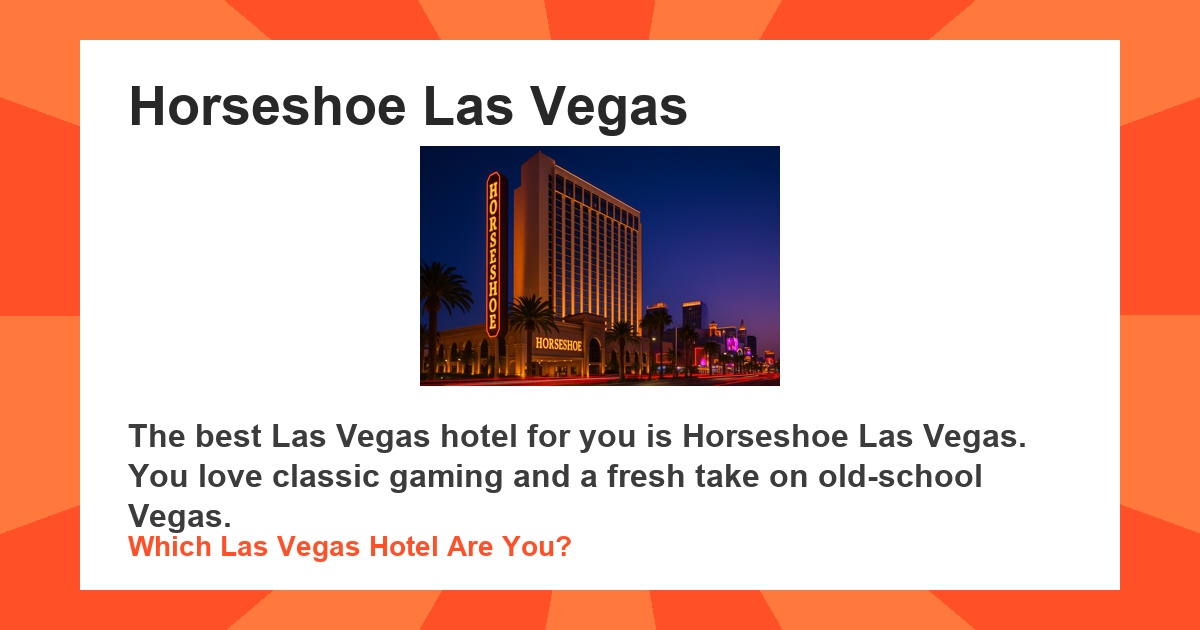 Horseshoe Las Vegas
HORSESHOE
HORSESHOE
The best Las Vegas hotel for you is Horseshoe Las Vegas.
You love classic gaming and a fresh take on old-school
Vegas.
Which Las Vegas Hotel Are You?